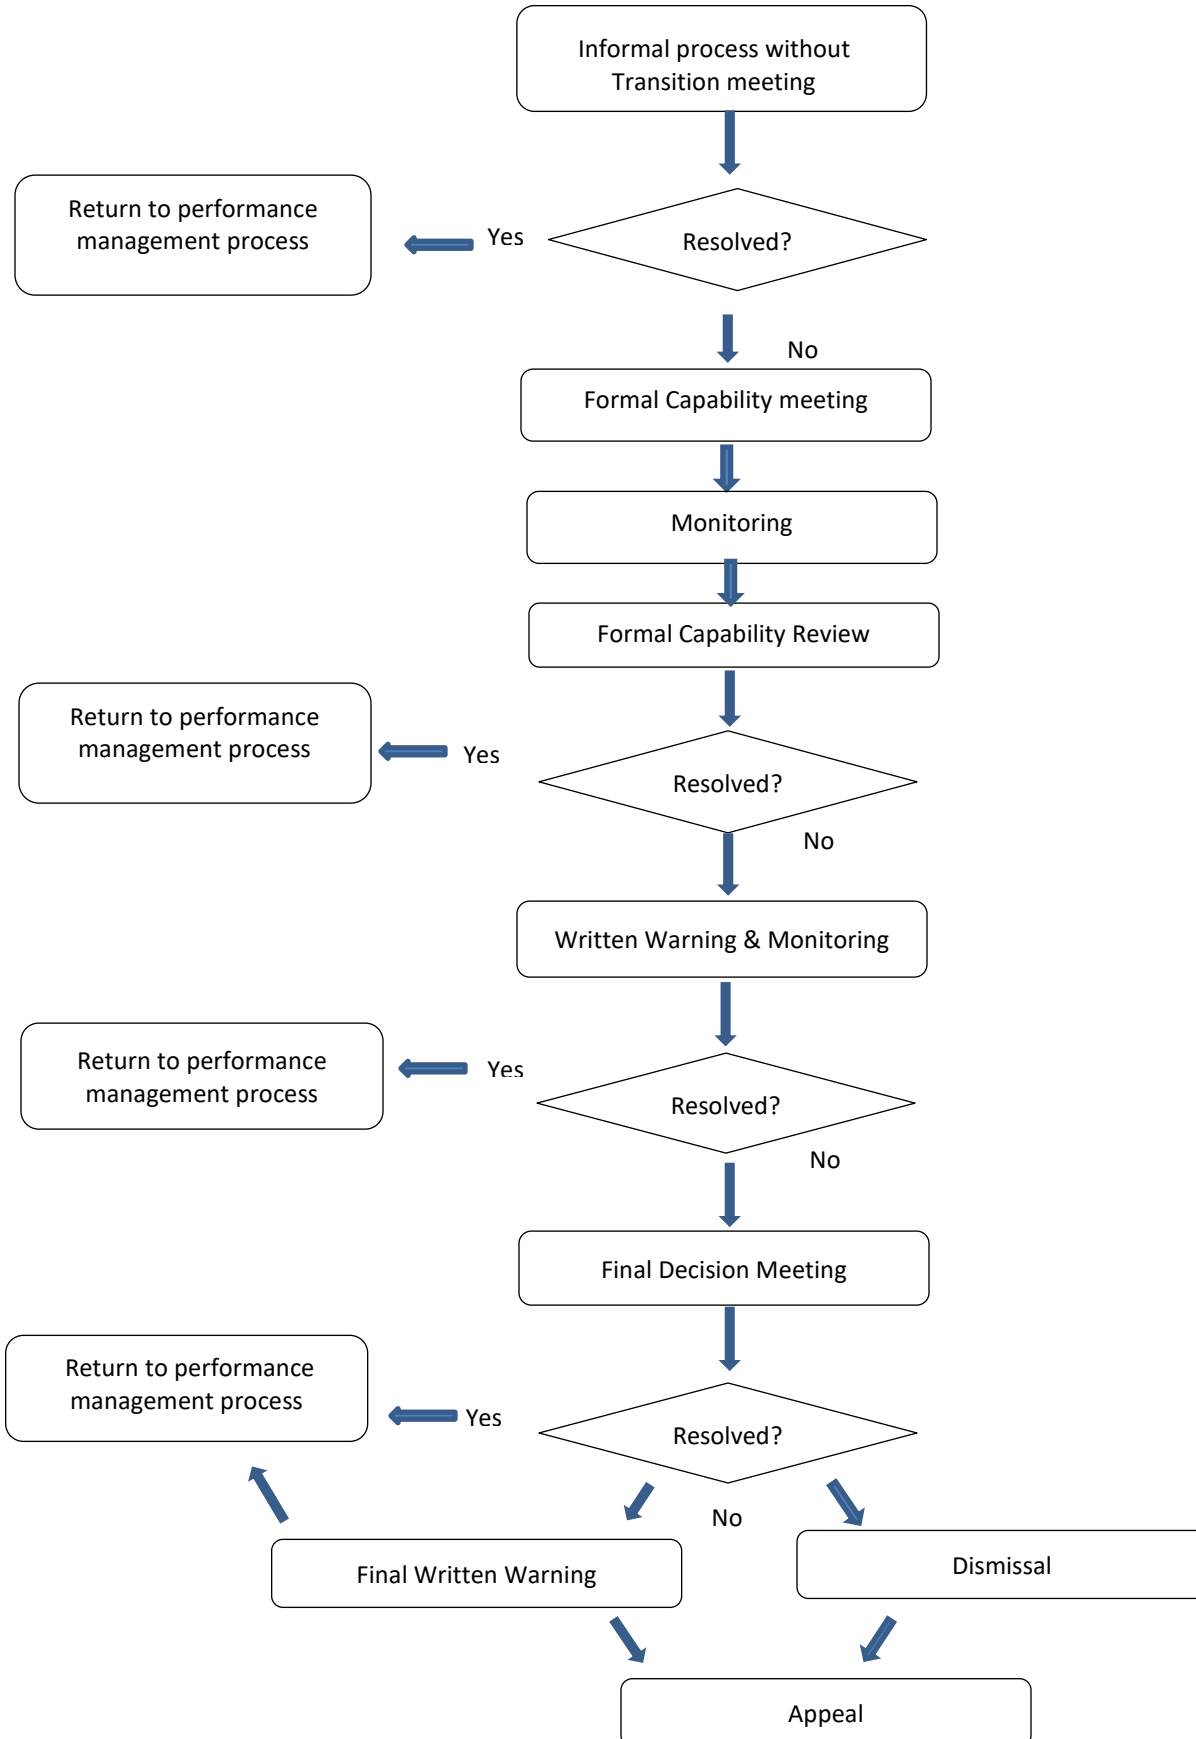 Informal process without
Transition meeting
Return to performance
management process
Yes
Resolved?
No
Formal Capability meeting
Monitoring
Formal Capability Review
Return to performance
management process
Yes
Resolved?
No
Written Warning & Monitoring
Return to performance
management process
Yes
Resolved?
No
Final Decision Meeting
Return to performance
management process
Yes
Resolved?
No
Final Written Warning
Dismissal
Appeal